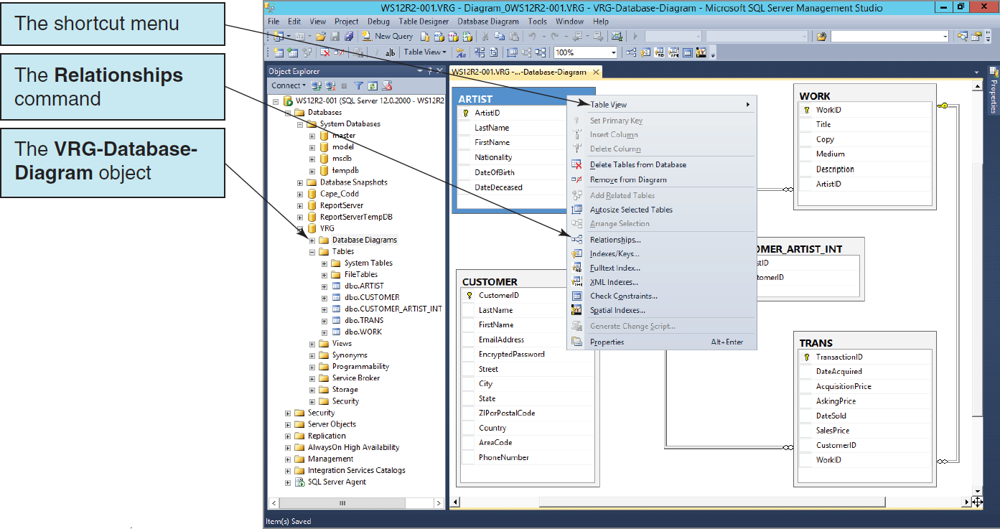 The shortcut menu
The Relationships
command
The VRG-Database-
Diagram object
WS12R2-001.VRG - Diagram_0WS12R2-001.VRG - VRG-Database-Diagram - Microsoft SQL Server Management Studio
File Edit View Project Debug Table Designer Database Diagram Tools Window Help
New Query
Table View 100%
Object Explorer
Connect
WS12R2-001 (SQL Server 12.0.2000 - WS12R2
Databases
System Databases
master
model
msdb
tempdb
Database Snapshots
Cape_Codd
ReportServer
ReportServerTempDB
VRG
Database Diagrams
Tables
System Tables
FileTables
dbo.ARTIST
dbo.CUSTOMER
dbo.CUSTOMER_ARTIST_INT
dbo.TRANS
dbo.WORK
Views
Synonyms
Programmability
Service Broker
Storage
Security
Security
Server Objects
Replication
AlwaysOn High Availability
Management
Integration Services Catalogs
SQL Server Agent
WS12R2-001.VRG -...-Database-Diagram
ARTIST
ArtistID
LastName
FirstName
Nationality
DateOfBirth
DateDeceased
CUSTOMER
CustomerID
LastName
FirstName
EmailAddress
EncryptedPassword
Street
City
State
ZIPorPostalCode
Country
AreaCode
PhoneNumber
Table View
Set Primary Key
Insert Column
Delete Column
Delete Tables from Database
Remove from Diagram
Add Related Tables
Autosize Selected Tables
Arrange Selection
Relationships...
Indexes/Keys...
Fulltext Index...
XML Indexes...
Check Constraints...
Spatial Indexes...
Generate Change Script...
Properties Alt+Enter
WORK
WorkID
Title
Copy
Medium
Description
ArtistID
OMER_ARTIST_INT
stID
tomerID
TRANS
TransactionID
DateAcquired
AcquisitionPrice
AskingPrice
DateSold
SalesPrice
CustomerID
WorkID
Properties
Item(s) Saved